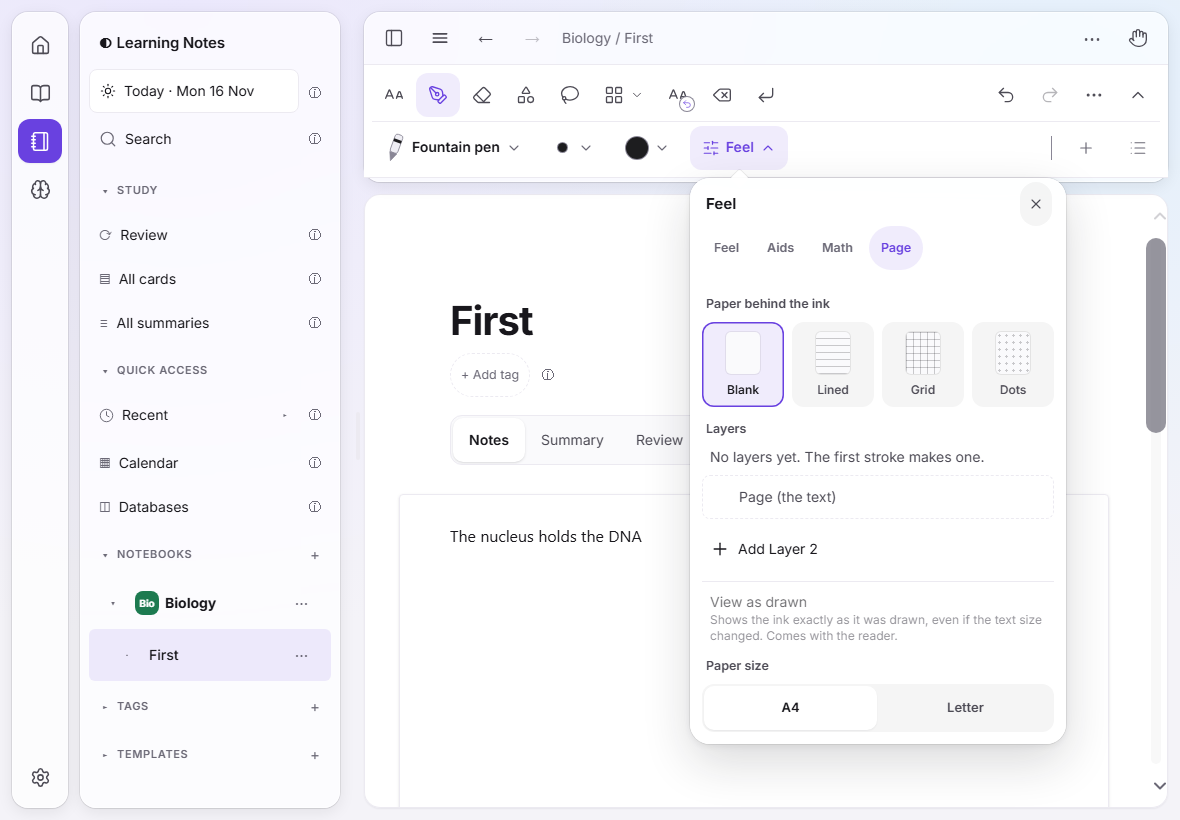 Learning Notes
Today · Mon 16 Nov
Search
STUDY
Review
All cards
All summaries
QUICK ACCESS
Recent
Calendar
Databases
NOTEBOOKS
Bio Biology
First
TAGS
TEMPLATES
Biology / First
AA
AA
Fountain pen
Feel
First
+ Add tag
Notes Summary Review
The nucleus holds the DNA
Feel
Feel Aids Math Page
Paper behind the ink
Blank Lined Grid Dots
Layers
No layers yet. The first stroke makes one.
Page (the text)
Add Layer 2
View as drawn
Shows the ink exactly as it was drawn, even if the text size
changed. Comes with the reader.
Paper size
A4 Letter